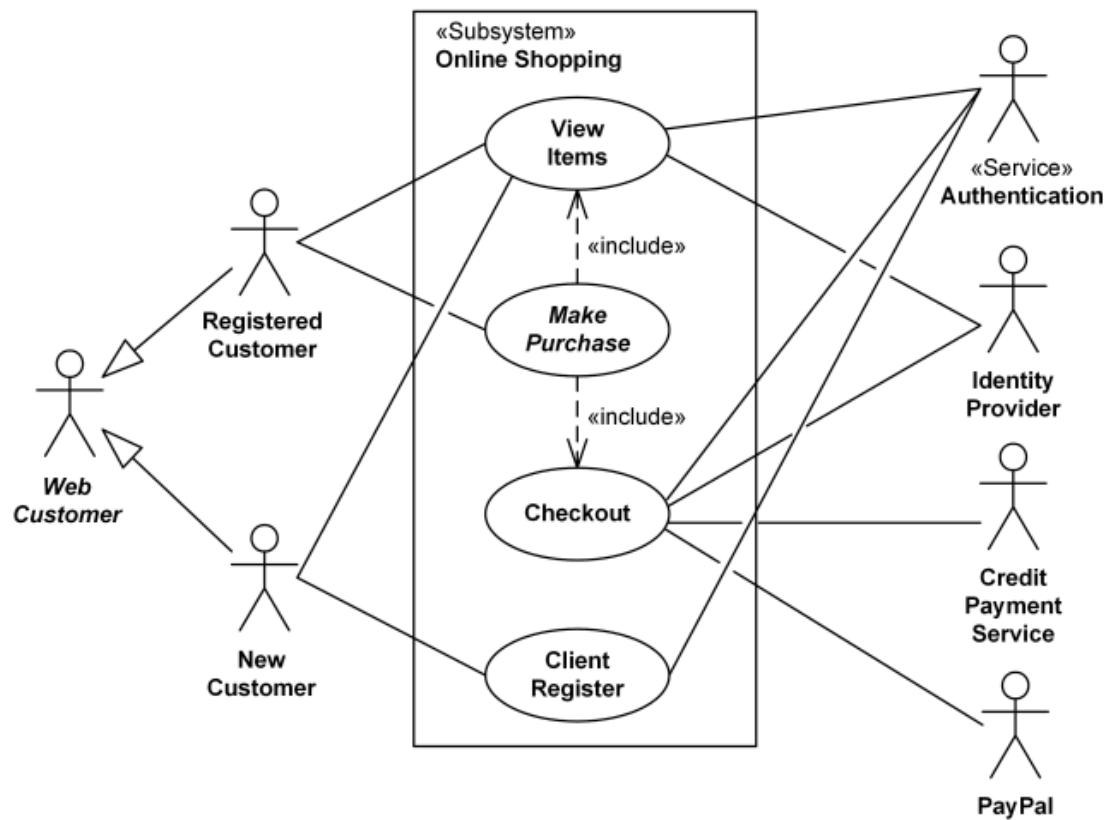 «Subsystem»
Online Shopping
View
Items
«include»
Make
Purchase
«include»
Checkout
Client
Register
Registered
Customer
Web
Customer
New
Customer
«Service»
Authentication
Identity
Provider
Credit
Payment
Service
PayPal